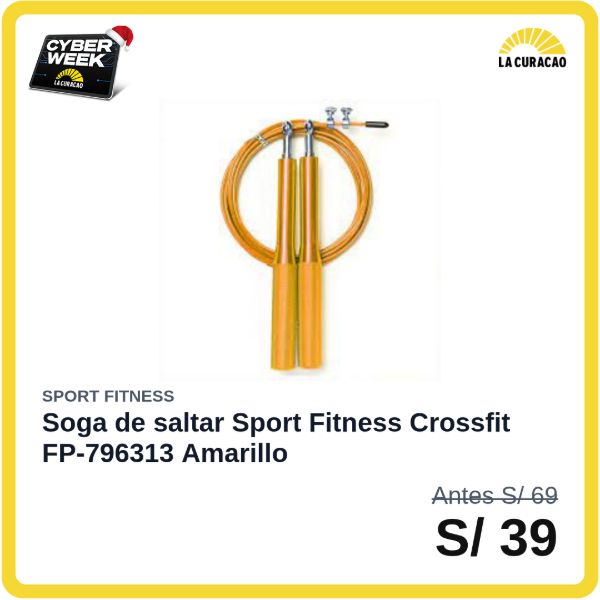 CYBER
WEEK
LA CURACAO
LA CURACAO
SPORT FITNESS
Soga de saltar Sport Fitness Crossfit
FP-796313 Amarillo
Antes S/ 69
S/ 39